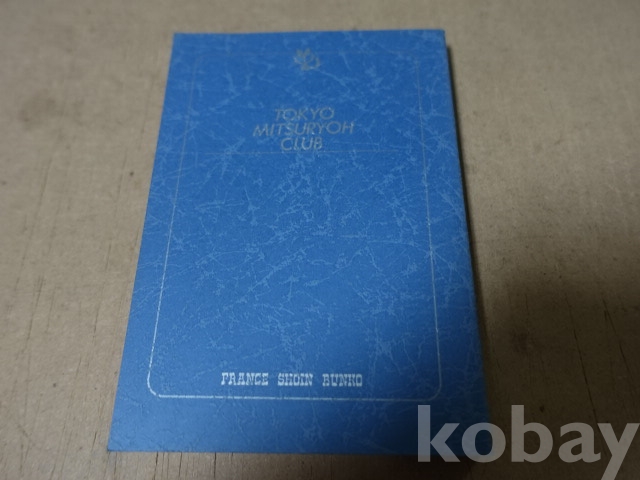 TOKYO
MITSURYOH
CLUB
FRANCE SHOIN BUNKO
kobay